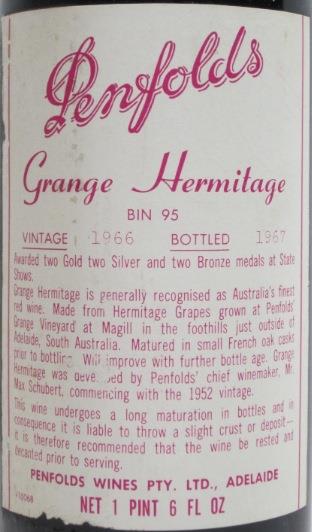 Penfolds
Grange Hermitage
BIN 95
VINTAGE 1966 BOTTLED 1967
Awarded two Gold two Silver and two Bronze medals at State
Shows.
Grange Hermitage is generally recognised as Australia's finest
red wine. Made from Hermitage Grapes grown at Penfolds'
Grange Vineyard at Magill in the foothills just outside of
Adelaide, South Australia. Matured in small French oak casks
prior to bottling. Will improve with further bottle age. Grange
Hermitage was developed by Penfolds' chief winemaker, Mr.
Max Schubert, commencing with the 1952 vintage.
This wine undergoes a long maturation in bottles and in
consequence it is liable to throw a slight crust or deposit—
it is therefore recommended that the wine be rested and
decanted prior to serving.
PENFOLDS WINES PTY. LTD., ADELAIDE
NET 1 PINT 6 FL OZ